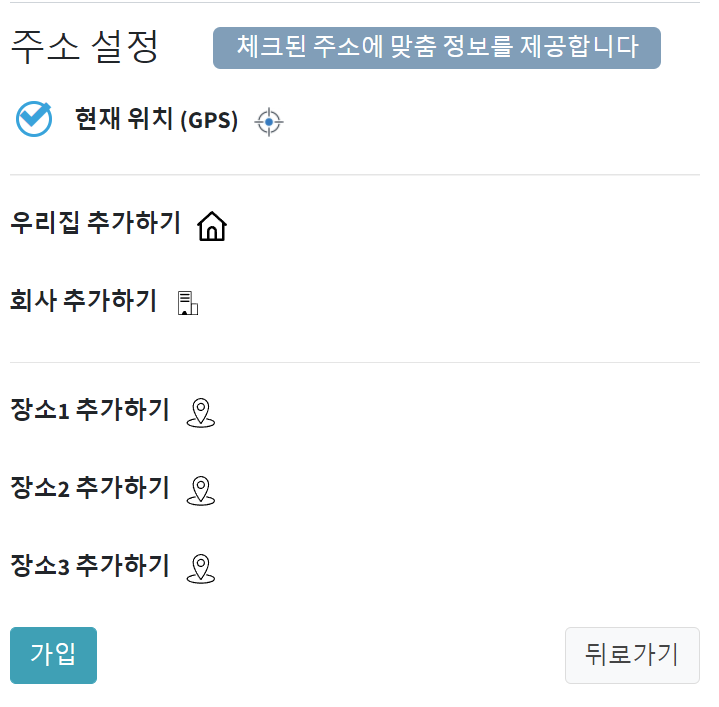 주소 설정 체크된 주소에 맞춤 정보를 제공합니다
현재 위치 (GPS)
우리집 추가하기
회사 추가하기
장소1 추가하기
장소2 추가하기
장소3 추가하기
가입 뒤로가기